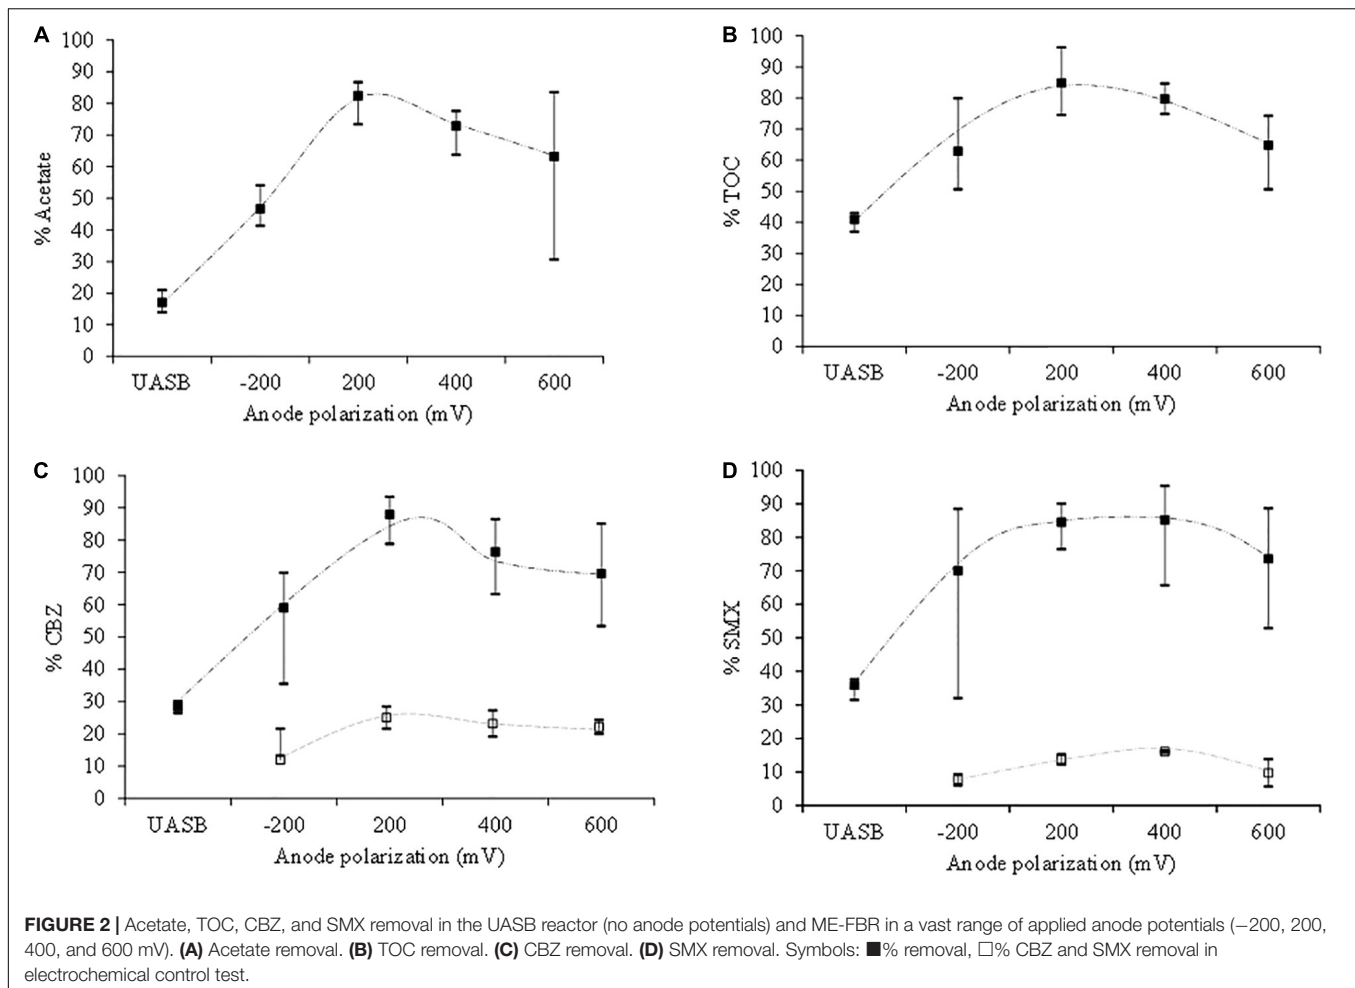 A
100
90
80
70
60
50
40
30
20
10
0
% Acetate
UASB -200 200 400 600
Anode polarization (mV)
B
100
90
80
70
60
50
40
30
20
10
0
% TOC
UASB -200 200 400 600
Anode polarization (mV)
C
100
90
80
70
60
50
40
30
20
10
0
% CBZ
UASB -200 200 400 600
Anode polarization (mV)
D
100
90
80
70
60
50
40
30
20
10
0
% SMX
UASB -200 200 400 600
Anode polarization (mV)
FIGURE 2 | Acetate, TOC, CBZ, and SMX removal in the UASB reactor (no anode potentials) and ME-FBR in a vast range of applied anode potentials (−200, 200,
400, and 600 mV). (A) Acetate removal. (B) TOC removal. (C) CBZ removal. (D) SMX removal. Symbols: ■% removal, □% CBZ and SMX removal in
electrochemical control test.